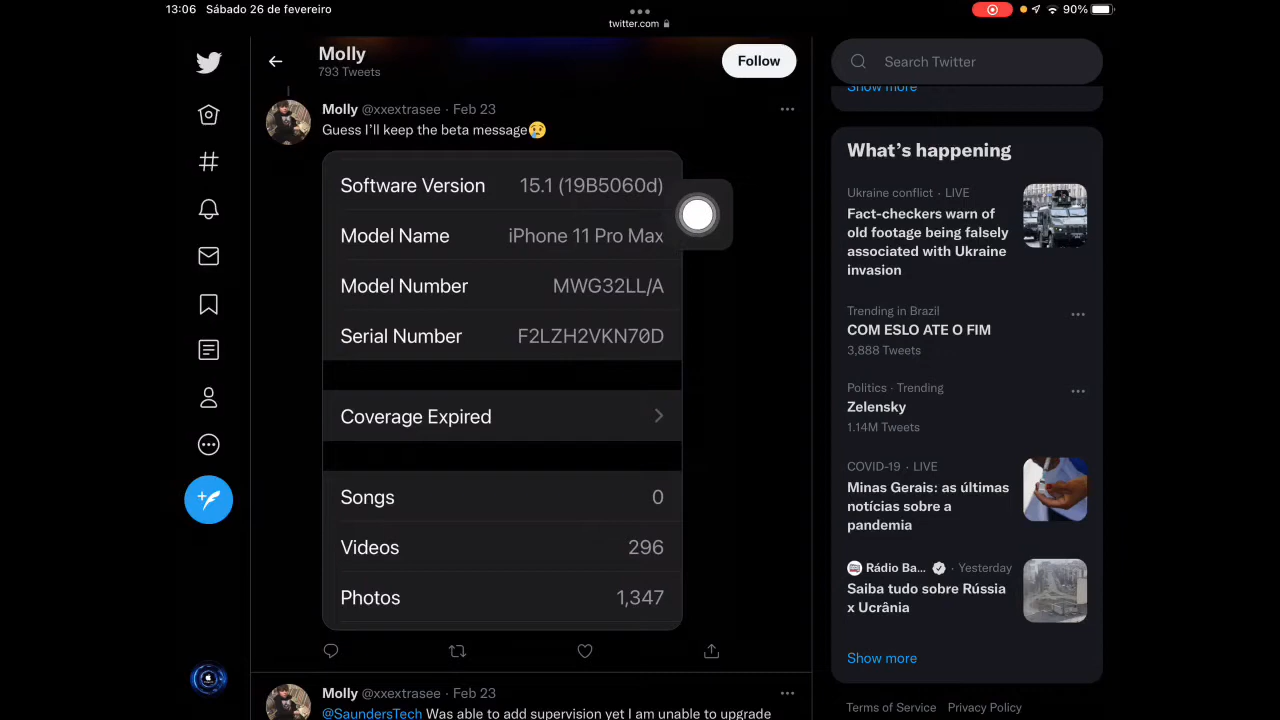 13:06 Sábado 26 de fevereiro
twitter.com
90%
Molly
793 Tweets
Follow
Search Twitter
Show more
Molly @xxextrasee · Feb 23
Guess I'll keep the beta message😢
Software Version 15.1 (19B5060d)
Model Name iPhone 11 Pro Max
Model Number MWG32LL/A
Serial Number F2LZH2VKN70D
Coverage Expired
Songs 0
Videos 296
Photos 1,347
Molly @xxextrasee · Feb 23
@SaundersTech Was able to add supervision yet I am unable to upgrade
What's happening
Ukraine conflict · LIVE
Fact-checkers warn of
old footage being falsely
associated with Ukraine
invasion
Trending in Brazil
COM ESLO ATE O FIM
3,888 Tweets
Politics · Trending
Zelensky
1.14M Tweets
COVID-19 · LIVE
Minas Gerais: as últimas
notícias sobre a
pandemia
Rádio Ba... · Yesterday
Saiba tudo sobre Rússia
x Ucrânia
Show more
Terms of Service Privacy Policy